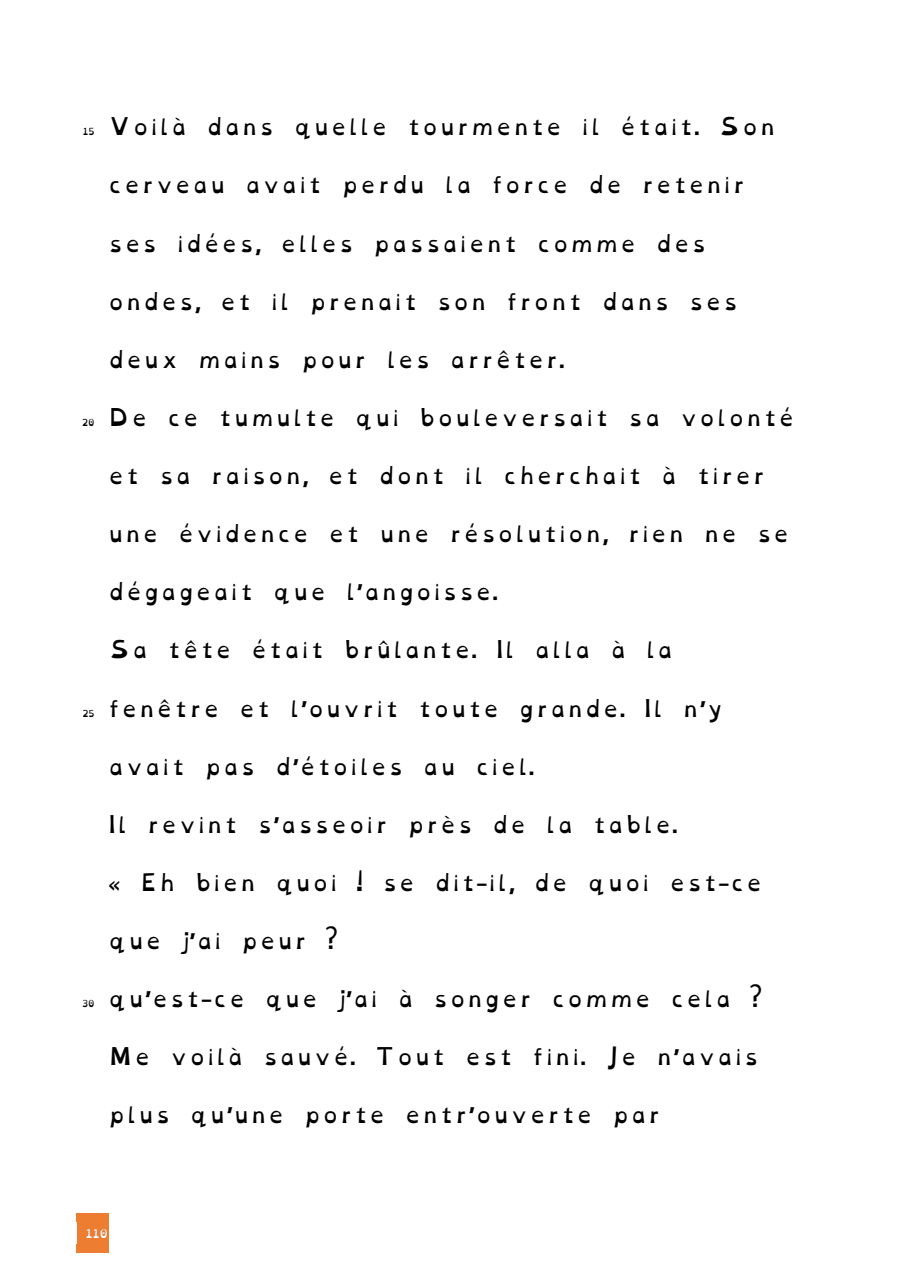 15 Voilà dans quelle tourmente il était. Son
cerveau avait perdu la force de retenir
ses idées, elles passaient comme des
ondes, et il prenait son front dans ses
deux mains pour les arrêter.
20 De ce tumulte qui bouleversait sa volonté
et sa raison, et dont il cherchait à tirer
une évidence et une résolution, rien ne se
dégageait que l’angoisse.
Sa tête était brûlante. Il alla à la
25 fenêtre et l’ouvrit toute grande. Il n’y
avait pas d’étoiles au ciel.
Il revint s’asseoir près de la table.
« Eh bien quoi ! se dit-il, de quoi est-ce
que j’ai peur ?
30 qu’est-ce que j’ai à songer comme cela ?
Me voilà sauvé. Tout est fini. Je n’avais
plus qu’une porte entr’ouverte par
110